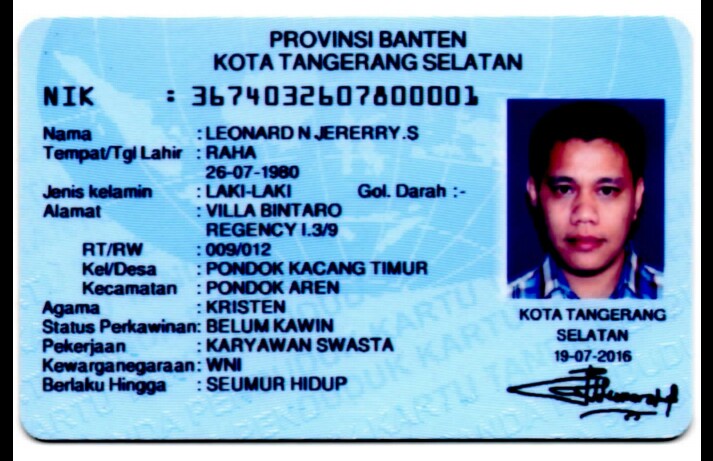 PROVINSI BANTEN
KOTA TANGERANG SELATAN
NIK : 3674032607800001
Nama : LEONARD N JERERRY.S
Tempat/Tgl Lahir : RAHA
26-07-1980
Jenis kelamin : LAKI-LAKI Gol. Darah :-
Alamat : VILLA BINTARO
REGENCY I.3/9
RT/RW : 009/012
Kel/Desa : PONDOK KACANG TIMUR
Kecamatan : PONDOK AREN
Agama : KRISTEN
Status Perkawinan: BELUM KAWIN
Pekerjaan : KARYAWAN SWASTA
Kewarganegaraan: WNI
Berlaku Hingga : SEUMUR HIDUP
KOTA TANGERANG
SELATAN
19-07-2016